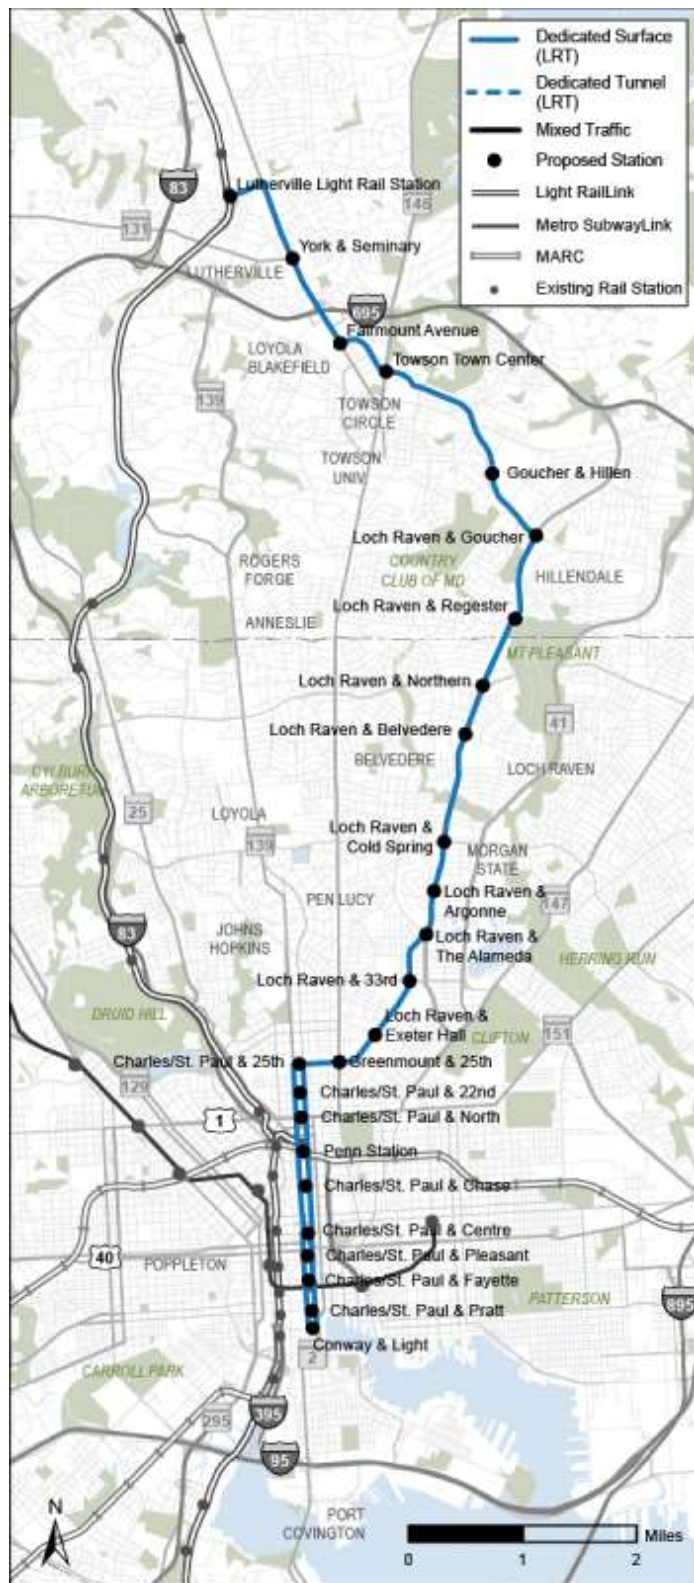 Dedicated Surface
(LRT)
Dedicated Tunnel
(LRT)
Mixed Traffic
Proposed Station
Light RailLink
Metro SubwayLink
MARC
Existing Rail Station
83
Lutherville Light Rail Station
146
131
York & Seminary
LUTHERVILLE
695
Fairmount Avenue
LOYOLA
BLAKEFIELD
Towson Town Center
139
TOWSON
CIRCLE
TOWSON
UNIV.
Goucher & Hillen
Loch Raven & Goucher
ROGERS
FORGE
COUNTRY
CLUB OF MD
HILLENDALE
Loch Raven & Regester
ANNESLIE
MT PLEASANT
Loch Raven & Northern
41
Loch Raven & Belvedere
BELVEDERE
LOCH RAVEN
CYLBURN
ARBORETUM
25
LOYOLA
139
Loch Raven &
Cold Spring
MORGAN
STATE
PEN LUCY
Loch Raven &
Argonne
147
83
JOHNS
HOPKINS
Loch Raven &
The Alameda
HERRING RUN
Loch Raven & 33rd
DRUID HILL
Loch Raven &
Exeter Hall
CLIFTON
151
Charles/St. Paul & 25th
Greenmount & 25th
129
Charles/St. Paul & 22nd
1
Charles/St. Paul & North
Penn Station
Charles/St. Paul & Chase
Charles/St. Paul & Centre
40
POPPLETON
Charles/St. Paul & Pleasant
Charles/St. Paul & Fayette
PATTERSON
895
Charles/St. Paul & Pratt
Conway & Light
2
CARROLL PARK
295
395
95
N
PORT
COVINGTON
Miles
0 1 2